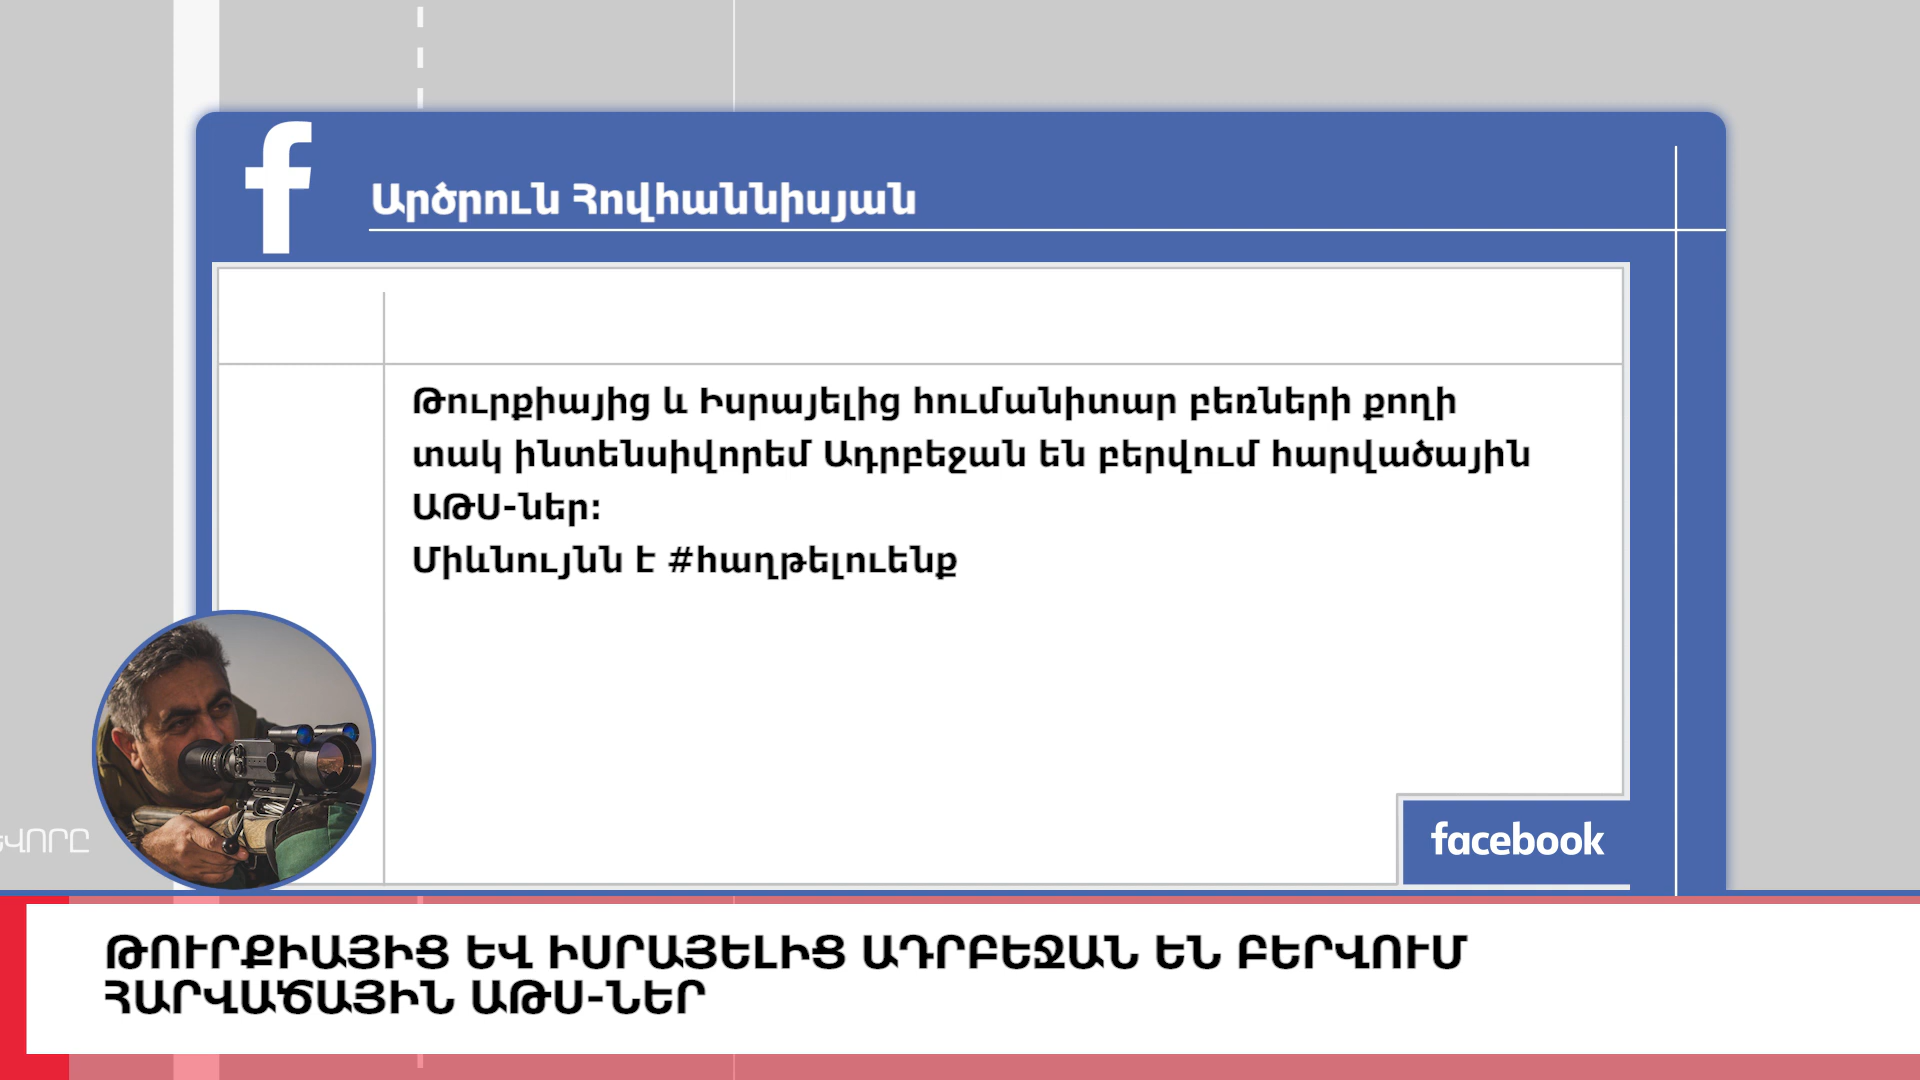 f
Արծրուն Հովհաննիսյան
Թուրքիայից և Իսրայելից հումանիտար բեռների քողի
տակ ինտենսիվորեմ Ադրբեջան են բերվում հարվածային
ԱԹՍ-ներ:
Միևնույնն է #հաղթելուենք
facebook
ԹՈՒՐՔԻԱՅԻՑ ԵՎ ԻՍՐԱՅԵԼԻՑ ԱԴՐԲԵՋԱՆ ԵՆ ԲԵՐՎՈՒՄ
ՀԱՐՎԱԾԱՅԻՆ ԱԹՍ-ՆԵՐ